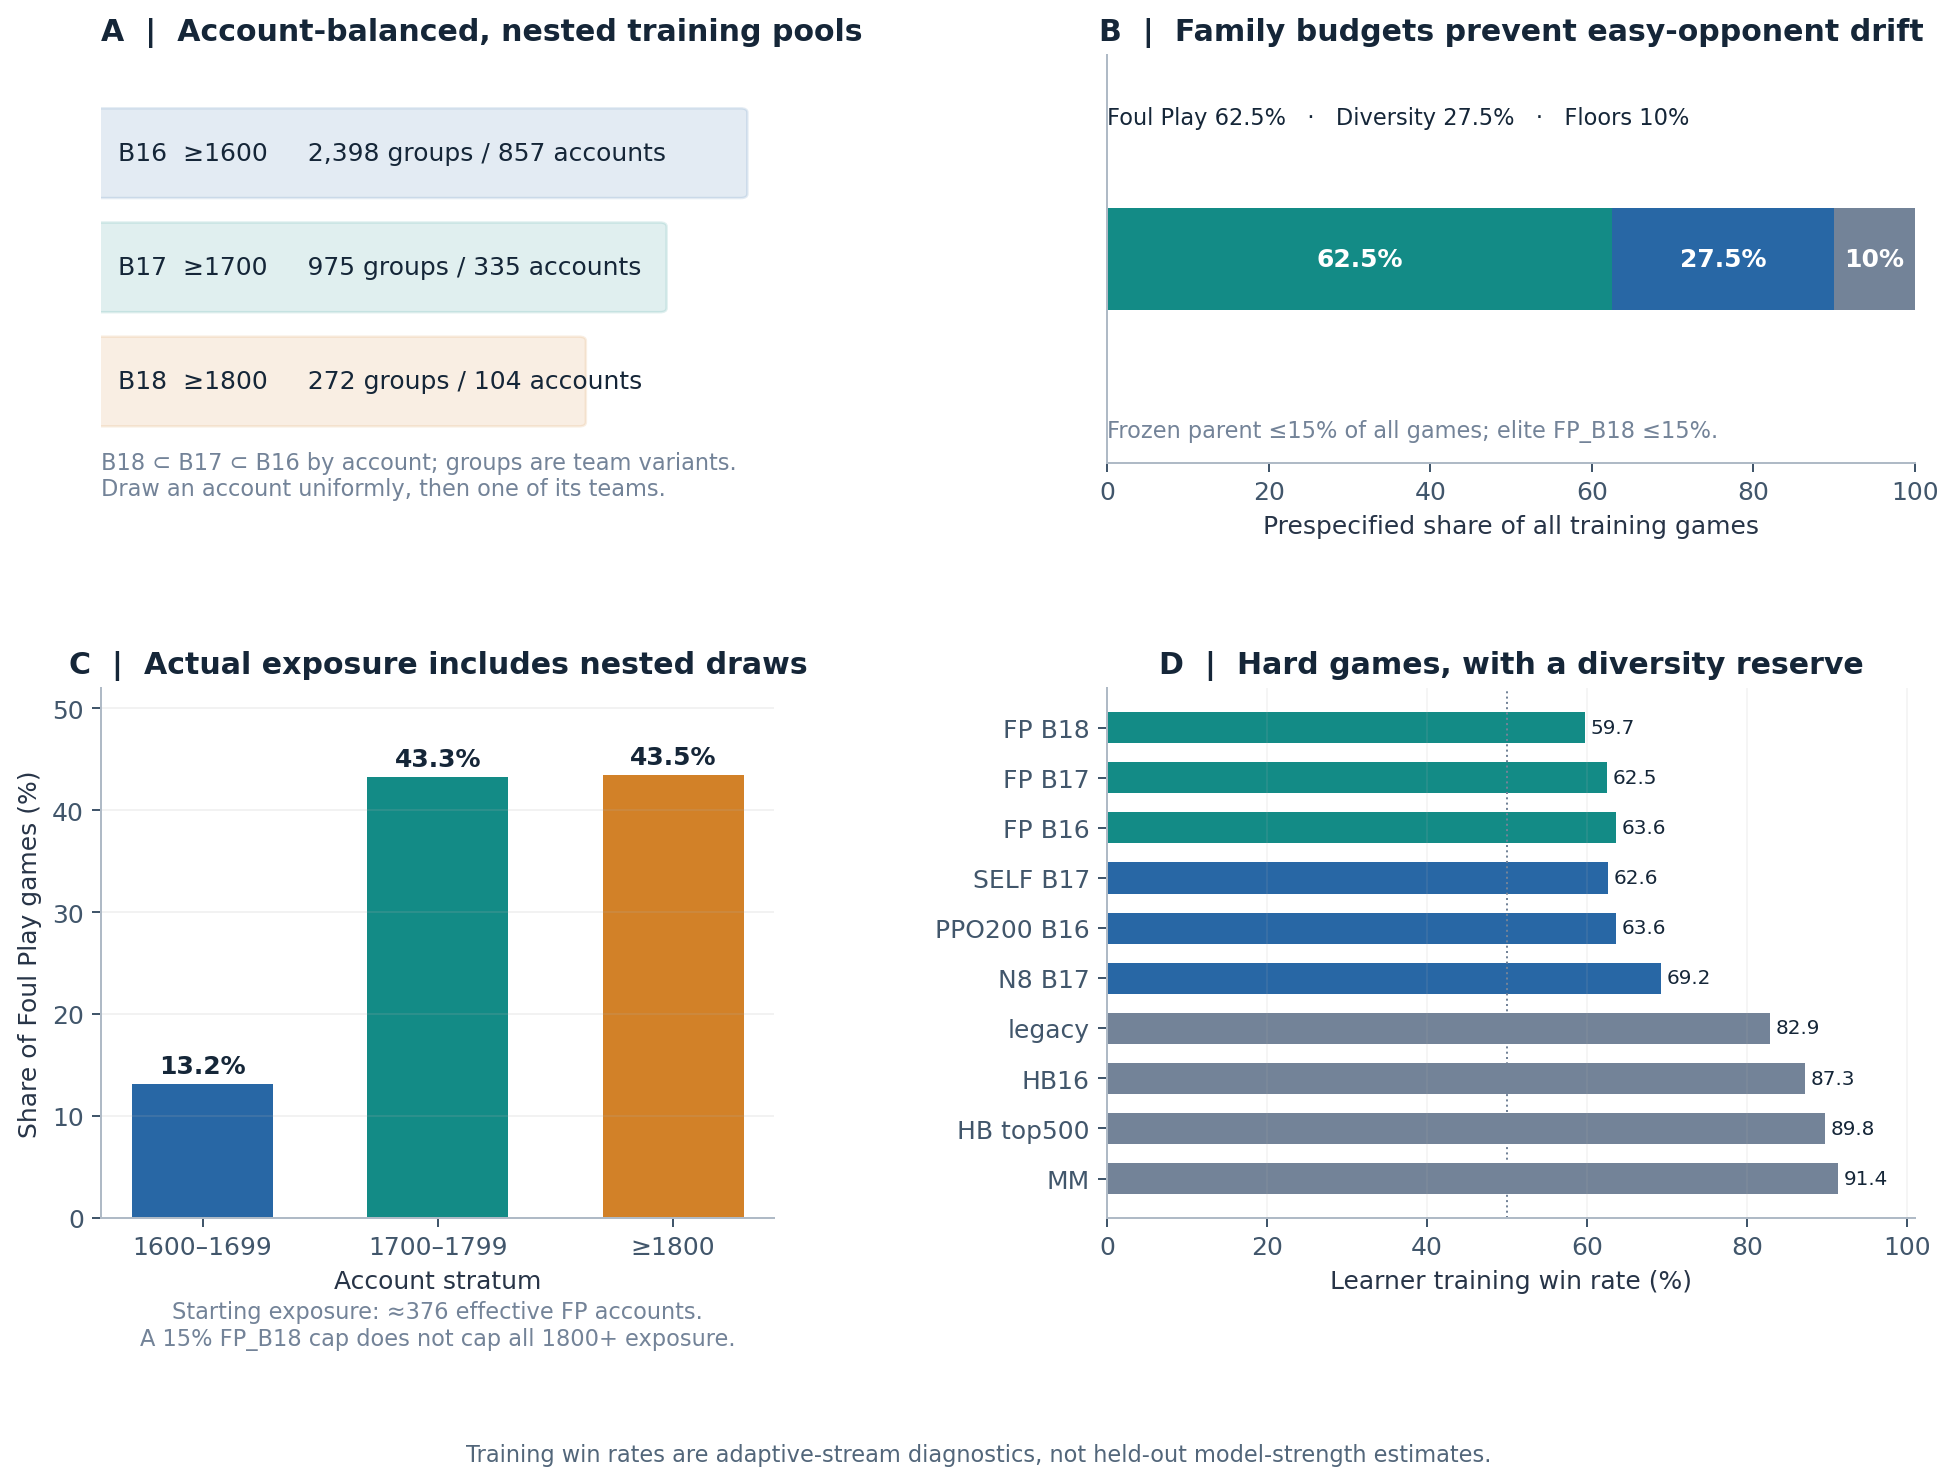 A | Account-balanced, nested training pools
B16 ≥1600 2,398 groups / 857 accounts
B17 ≥1700 975 groups / 335 accounts
B18 ≥1800 272 groups / 104 accounts
B18 ⊂ B17 ⊂ B16 by account; groups are team variants.
Draw an account uniformly, then one of its teams.
B | Family budgets prevent easy-opponent drift
Foul Play 62.5% · Diversity 27.5% · Floors 10%
62.5% 27.5% 10%
Frozen parent ≤15% of all games; elite FP_B18 ≤15%.
0 20 40 60 80 100
Prespecified share of all training games
C | Actual exposure includes nested draws
Share of Foul Play games (%)
50
40
30
20
10
0
13.2%
43.3%
43.5%
1600–1699 1700–1799 ≥1800
Account stratum
Starting exposure: ≈376 effective FP accounts.
A 15% FP_B18 cap does not cap all 1800+ exposure.
D | Hard games, with a diversity reserve
FP B18 59.7
FP B17 62.5
FP B16 63.6
SELF B17 62.6
PPO200 B16 63.6
N8 B17 69.2
legacy 82.9
HB16 87.3
HB top500 89.8
MM 91.4
0 20 40 60 80 100
Learner training win rate (%)
Training win rates are adaptive-stream diagnostics, not held-out model-strength estimates.